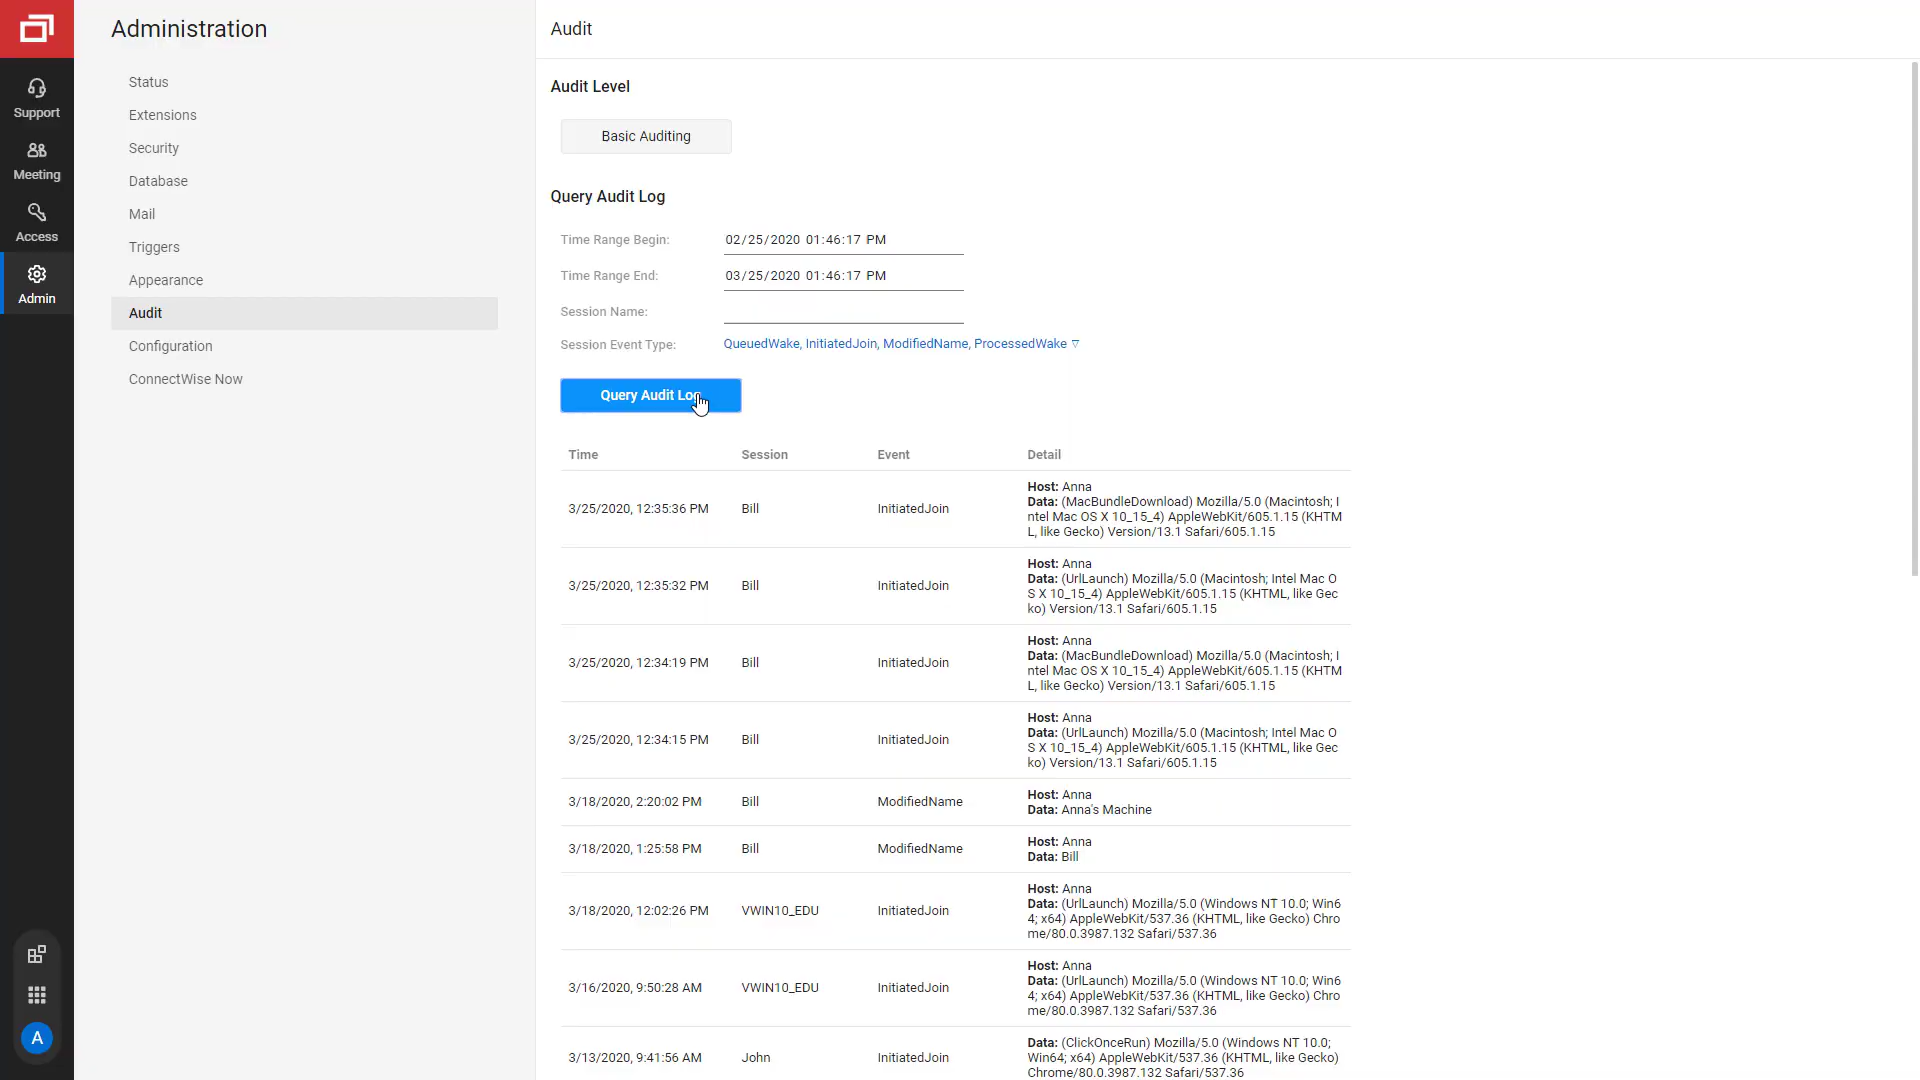 Administration
Audit
Support
Meeting
Access
Admin
A
Status
Extensions
Security
Database
Mail
Triggers
Appearance
Audit
Configuration
ConnectWise Now
Audit Level
Basic Auditing
Query Audit Log
Time Range Begin: 02/25/2020 01:46:17 PM
Time Range End: 03/25/2020 01:46:17 PM
Session Name:
Session Event Type: QueuedWake, InitiatedJoin, ModifiedName, ProcessedWake ▽
Query Audit Log
Time Session Event Detail
3/25/2020, 12:35:36 PM Bill InitiatedJoin
Host: Anna
Data: (MacBundleDownload) Mozilla/5.0 (Macintosh; I
ntel Mac OS X 10_15_4) AppleWebKit/605.1.15 (KHTM
L, like Gecko) Version/13.1 Safari/605.1.15
3/25/2020, 12:35:32 PM Bill InitiatedJoin
Host: Anna
Data: (UrlLaunch) Mozilla/5.0 (Macintosh; Intel Mac O
S X 10_15_4) AppleWebKit/605.1.15 (KHTML, like Gec
ko) Version/13.1 Safari/605.1.15
3/25/2020, 12:34:19 PM Bill InitiatedJoin
Host: Anna
Data: (MacBundleDownload) Mozilla/5.0 (Macintosh; I
ntel Mac OS X 10_15_4) AppleWebKit/605.1.15 (KHTM
L, like Gecko) Version/13.1 Safari/605.1.15
3/25/2020, 12:34:15 PM Bill InitiatedJoin
Host: Anna
Data: (UrlLaunch) Mozilla/5.0 (Macintosh; Intel Mac O
S X 10_15_4) AppleWebKit/605.1.15 (KHTML, like Gec
ko) Version/13.1 Safari/605.1.15
3/18/2020, 2:20:02 PM Bill ModifiedName
Host: Anna
Data: Anna's Machine
3/18/2020, 1:25:58 PM Bill ModifiedName
Host: Anna
Data: Bill
3/18/2020, 12:02:26 PM VWIN10_EDU InitiatedJoin
Host: Anna
Data: (UrlLaunch) Mozilla/5.0 (Windows NT 10.0; Win6
4; x64) AppleWebKit/537.36 (KHTML, like Gecko) Chro
me/80.0.3987.132 Safari/537.36
3/16/2020, 9:50:28 AM VWIN10_EDU InitiatedJoin
Host: Anna
Data: (UrlLaunch) Mozilla/5.0 (Windows NT 10.0; Win6
4; x64) AppleWebKit/537.36 (KHTML, like Gecko) Chro
me/80.0.3987.132 Safari/537.36
3/13/2020, 9:41:56 AM John InitiatedJoin
Data: (ClickOnceRun) Mozilla/5.0 (Windows NT 10.0;
Win64; x64) AppleWebKit/537.36 (KHTML, like Gecko)
Chrome/80.0.3987.132 Safari/537.36